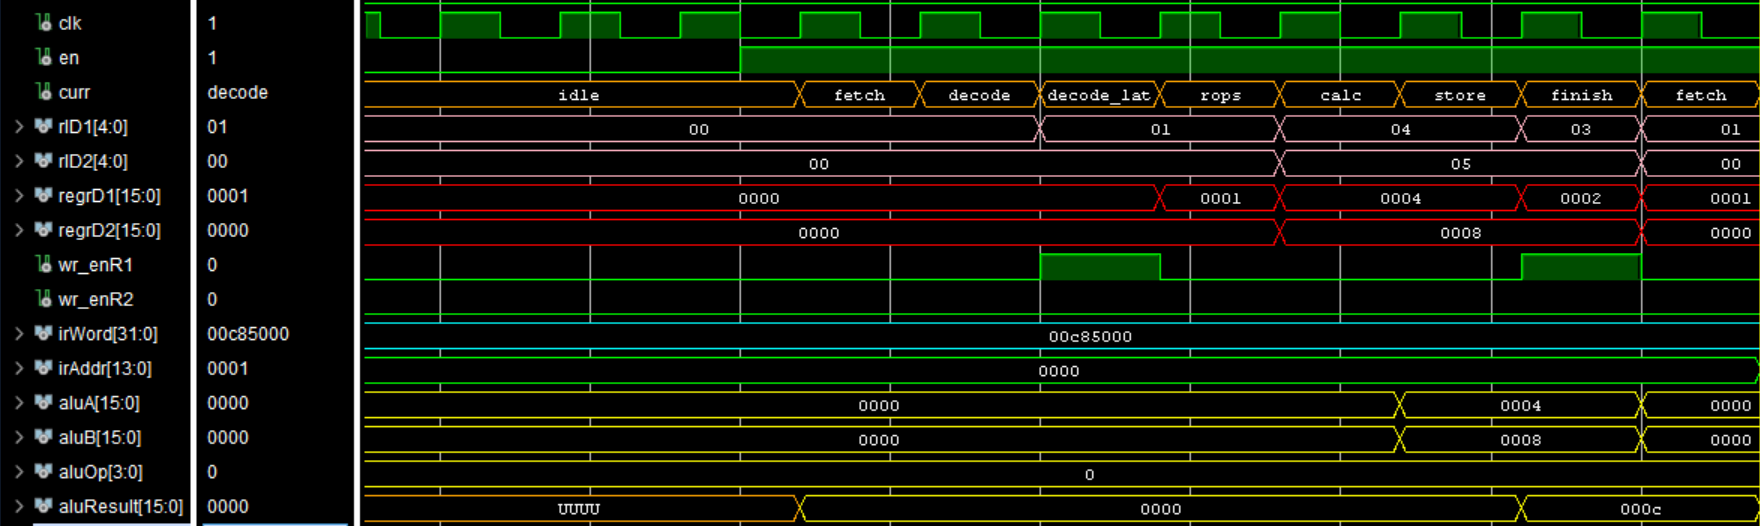 clk 1
en 1
curr decode idle fetch decode decode_lat rops calc store finish fetch
rID1[4:0] 01 00 01 04 03 01
rID2[4:0] 00 00 05 00
regrD1[15:0] 0001 0000 0001 0004 0002 0001
regrD2[15:0] 0000 0000 0008 0000
wr_enR1 0
wr_enR2 0
irWord[31:0] 00c85000 00c85000
irAddr[13:0] 0001 0000
aluA[15:0] 0000 0000 0004 0000
aluB[15:0] 0000 0000 0008 0000
aluOp[3:0] 0 0
aluResult[15:0] 0000 UUUU 0000 000c